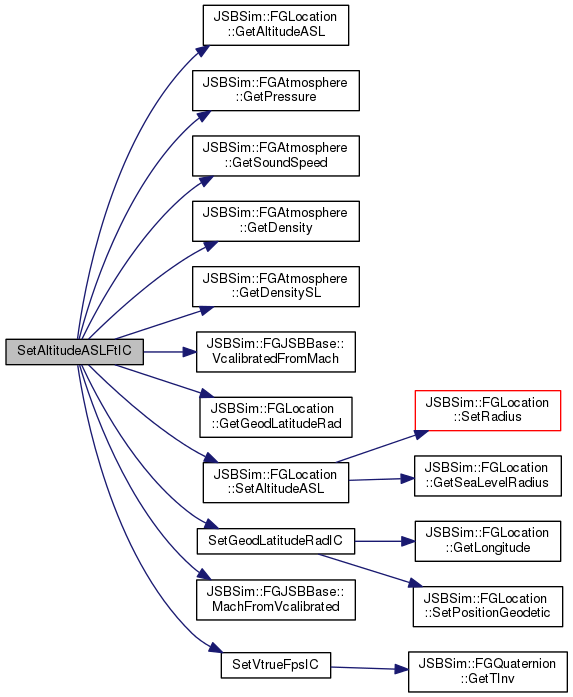 JSBSim::FGLocation
::GetAltitudeASL
JSBSim::FGAtmosphere
::GetPressure
JSBSim::FGAtmosphere
::GetSoundSpeed
JSBSim::FGAtmosphere
::GetDensity
JSBSim::FGAtmosphere
::GetDensitySL
SetAltitudeASLFtIC
JSBSim::FGJSBBase::
VcalibratedFromMach
JSBSim::FGLocation
::GetGeodLatitudeRad
JSBSim::FGLocation
::SetAltitudeASL
JSBSim::FGLocation
::SetRadius
JSBSim::FGLocation
::GetSeaLevelRadius
SetGeodLatitudeRadIC
JSBSim::FGLocation
::GetLongitude
JSBSim::FGLocation
::SetPositionGeodetic
JSBSim::FGJSBBase::
MachFromVcalibrated
SetVtrueFpsIC
JSBSim::FGQuaternion
::GetTInv